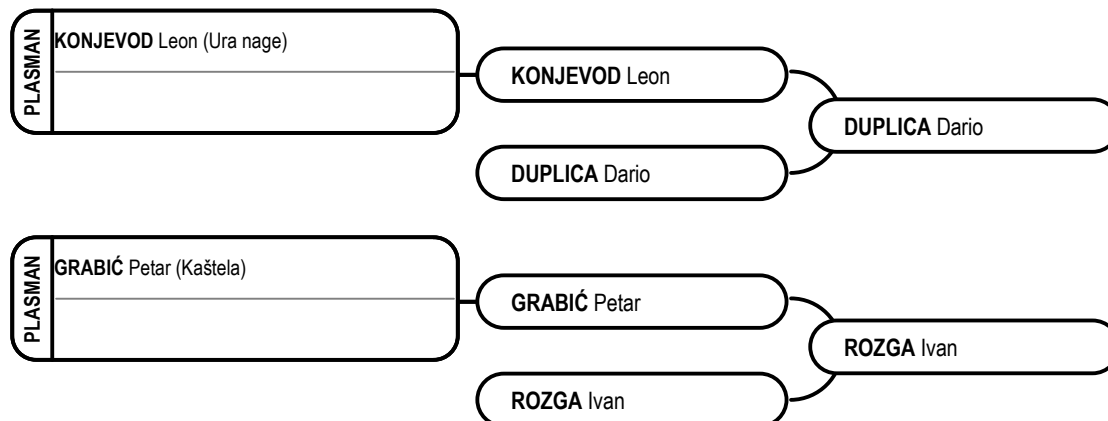 PLASMAN
KONJEVOD Leon (Ura nage)
KONJEVOD Leon
DUPLICA Dario
DUPLICA Dario
PLASMAN
GRABIĆ Petar (Kaštela)
GRABIĆ Petar
ROZGA Ivan
ROZGA Ivan